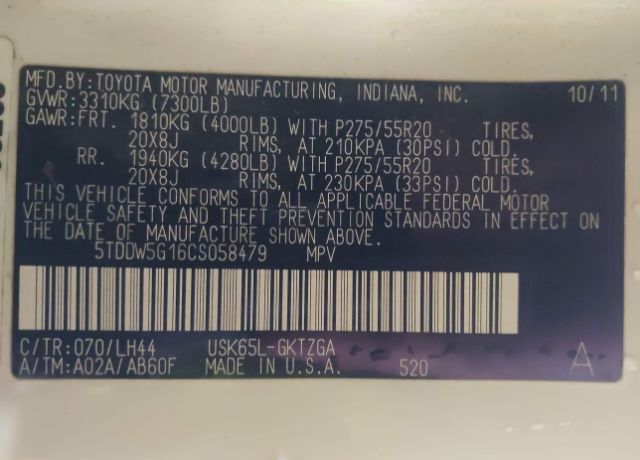 MFD.BY:TOYOTA MOTOR MANUFACTURING, INDIANA, INC. 10/11
GVWR:3310KG (7300LB)
GAWR:FRT. 1810KG (4000LB) WITH P275/55R20 TIRES,
20X8J RIMS, AT 210KPA (30PSI) COLD.
RR. 1940KG (4280LB) WITH P275/55R20 TIRES,
20X8J RIMS, AT 230KPA (33PSI) COLD.
THIS VEHICLE CONFORMS TO ALL APPLICABLE FEDERAL MOTOR
VEHICLE SAFETY AND THEFT PREVENTION STANDARDS IN EFFECT ON
THE DATE OF MANUFACTURE SHOWN ABOVE.
5TDDW5G16CS058479 MPV
C/TR:070/LH44 USK65L-GKTZGA
A/TM:A02A/AB60F MADE IN U.S.A. 520 A